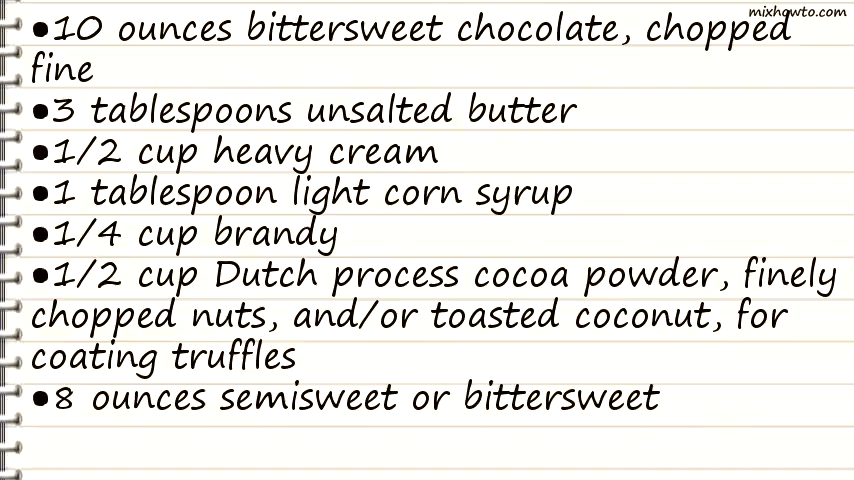 mixhowto.com
•10 ounces bittersweet chocolate, chopped
fine
•3 tablespoons unsalted butter
•1/2 cup heavy cream
•1 tablespoon light corn syrup
•1/4 cup brandy
•1/2 cup Dutch process cocoa powder, finely
chopped nuts, and/or toasted coconut, for
coating truffles
•8 ounces semisweet or bittersweet